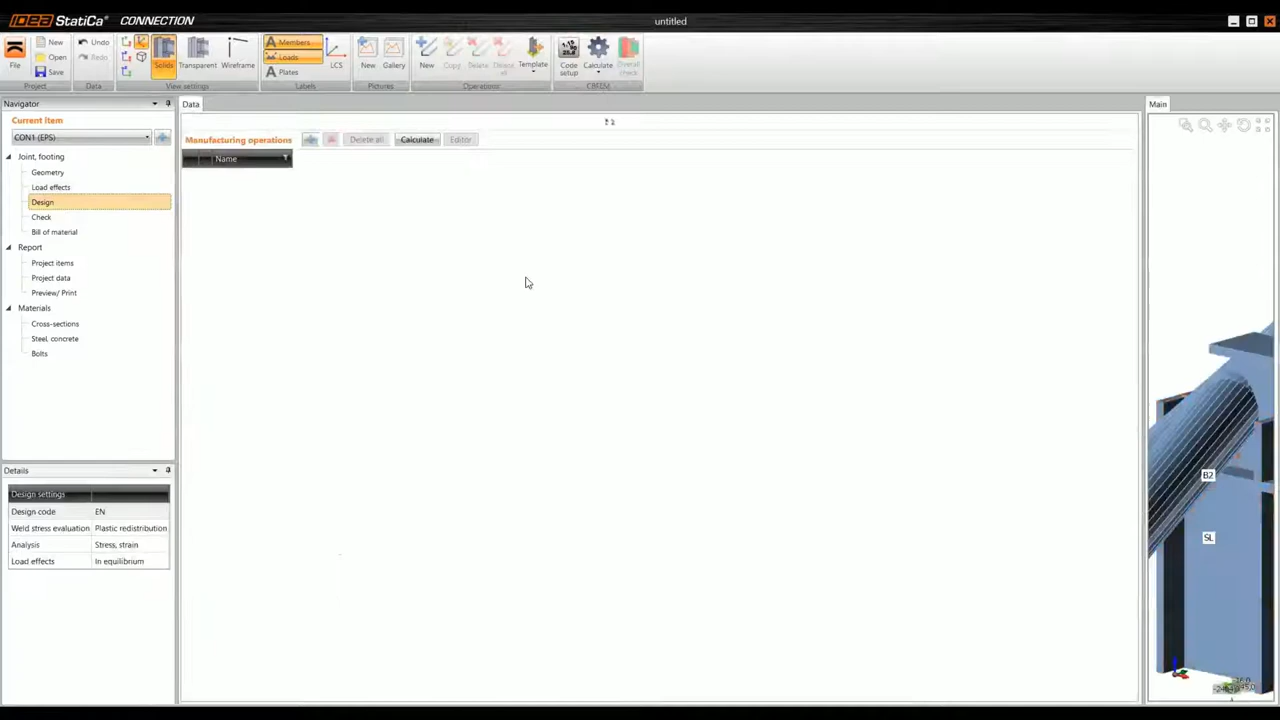 IDEA StatiCa® CONNECTION
untitled
File
New
Open
Save
Project
Undo
Redo
Data
Solids
Transparent
Wireframe
View settings
Members
Loads
Plates
LCS
Labels
New
Gallery
Pictures
New
Copy
Delete
Delete all
Template
Operations
Code setup
Calculate
Overall check
CBFEM
Navigator
Current item
CON1 (EPS)
Joint, footing
Geometry
Load effects
Design
Check
Bill of material
Report
Project items
Project data
Preview/ Print
Materials
Cross-sections
Steel, concrete
Bolts
Details
Design settings
Design code EN
Weld stress evaluation Plastic redistribution
Analysis Stress, strain
Load effects In equilibrium
Data
Manufacturing operations
Delete all
Calculate
Editor
Name
Main
B2
SL